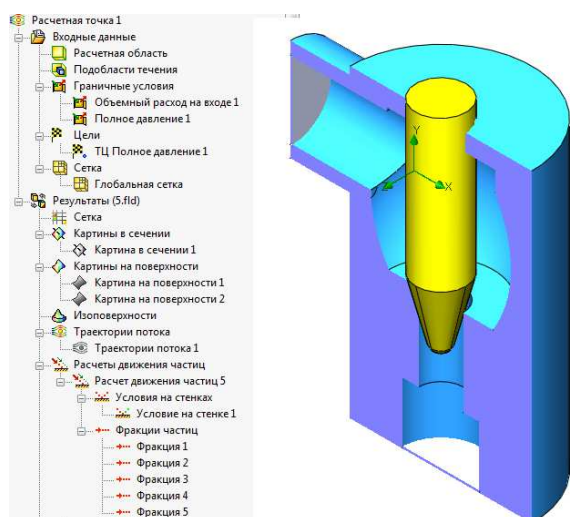 Расчетная точка 1
Входные данные
Расчетная область
Подобласти течения
Граничные условия
Объемный расход на входе 1
Полное давление 1
Цели
ТЦ Полное давление 1
Сетка
Глобальная сетка
Результаты (5.fld)
Сетка
Картины в сечении
Картина в сечении 1
Картины на поверхности
Картина на поверхности 1
Картина на поверхности 2
Изоповерхности
Траектории потока
Траектории потока 1
Расчеты движения частиц
Расчет движения частиц 5
Условия на стенках
Условие на стенке 1
Фракции частиц
Фракция 1
Фракция 2
Фракция 3
Фракция 4
Фракция 5
Y
Z
X